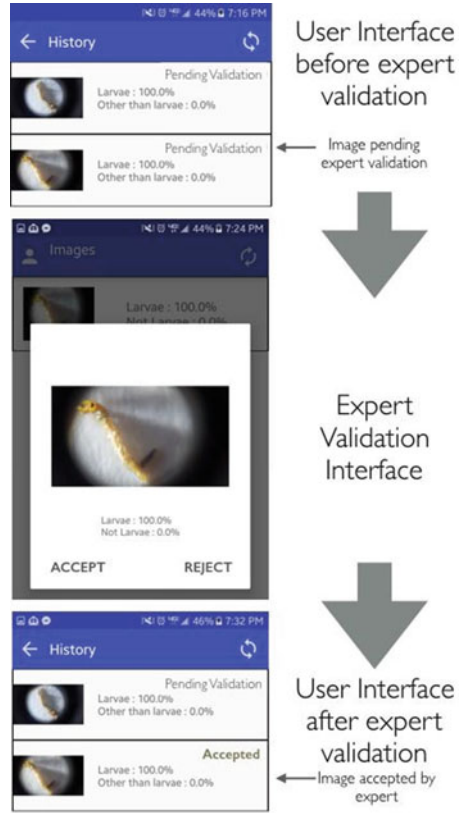 44% 7:16 PM
History
Pending Validation
Larvae : 100.0%
Other than larvae : 0.0%
Pending Validation
Larvae : 100.0%
Other than larvae : 0.0%
User Interface
before expert
validation
Image pending
expert validation
44% 7:24 PM
Images
Larvae : 100.0%
Not Larvae : 0.0%
Larvae : 100.0%
Not Larvae : 0.0%
ACCEPT REJECT
Expert
Validation
Interface
46% 7:32 PM
History
Pending Validation
Larvae : 100.0%
Other than larvae : 0.0%
Accepted
Larvae : 100.0%
Other than larvae : 0.0%
User Interface
after expert
validation
Image accepted by
expert